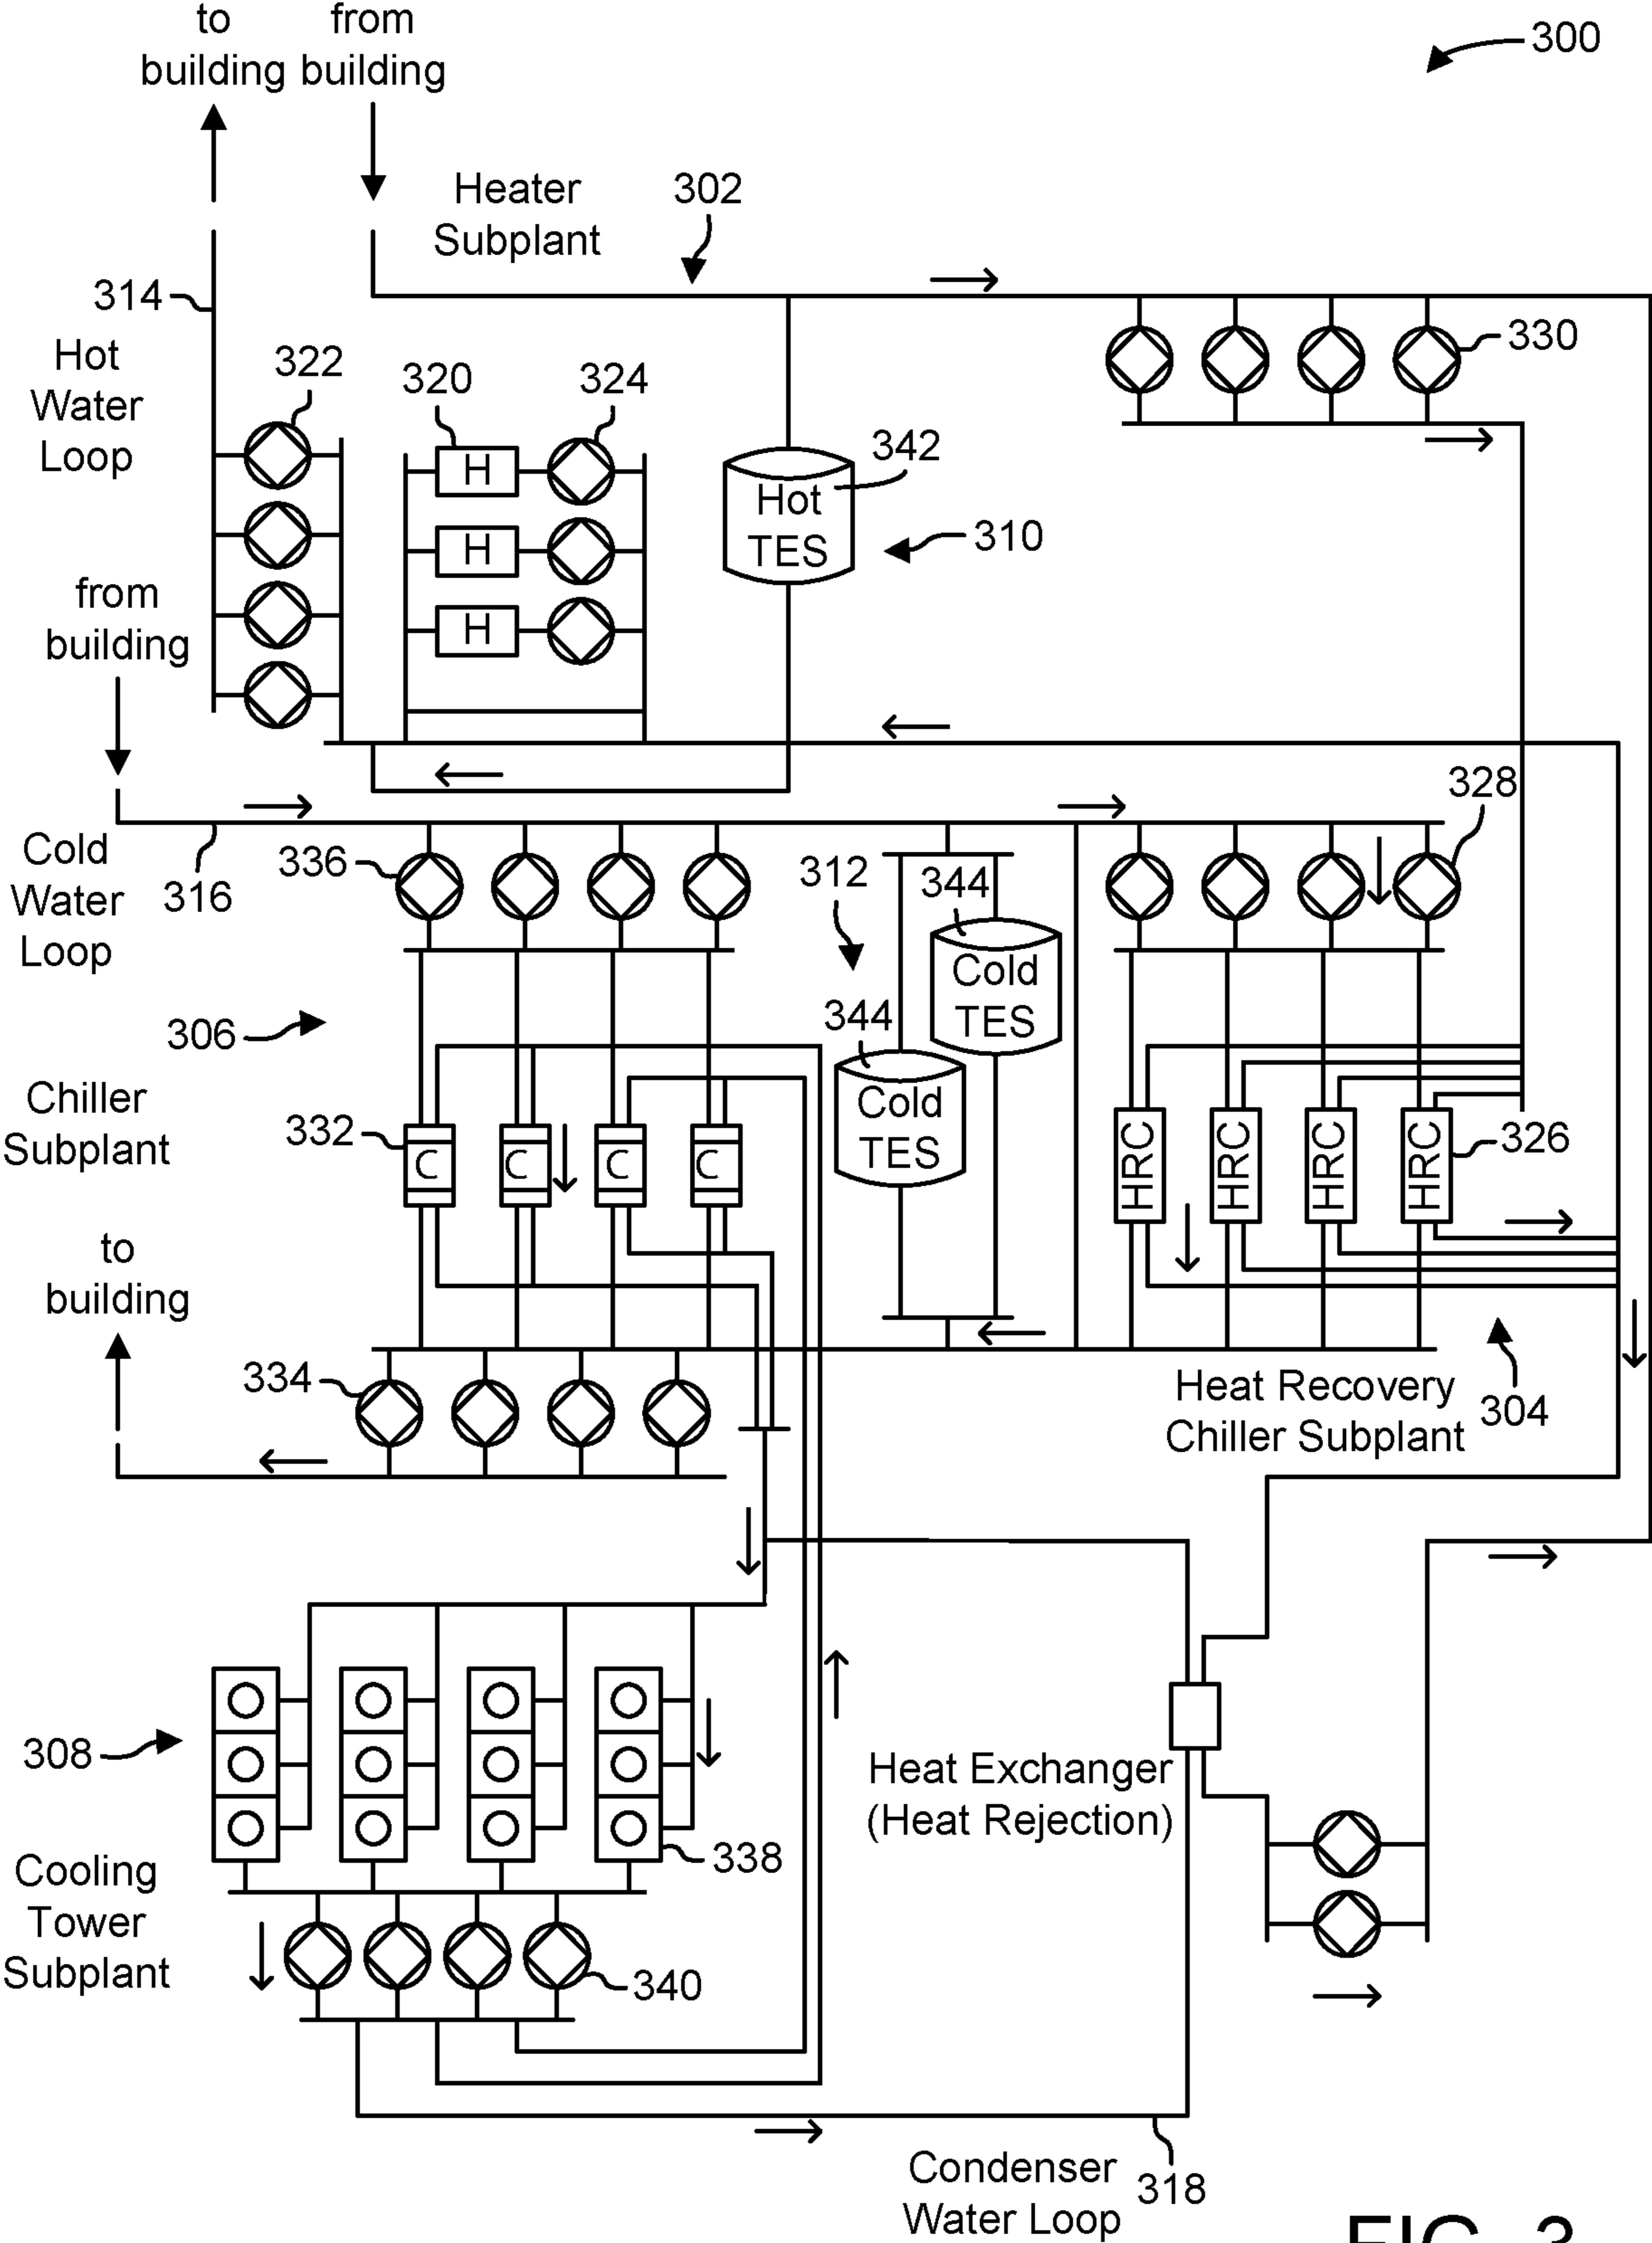 to
building
from
building
300
Heater
Subplant
302
314
Hot
Water
Loop
322
320
324
330
H
H
H
342
Hot
TES
310
from
building
328
Cold
Water
Loop
316
336
312
344
Cold
TES
344
Cold
TES
306
Chiller
Subplant
332
C
C
C
C
HRC
HRC
HRC
HRC
326
to
building
334
Heat Recovery
Chiller Subplant
304
308
Heat Exchanger
(Heat Rejection)
338
Cooling
Tower
Subplant
340
Condenser
Water Loop
318
FIG. 3